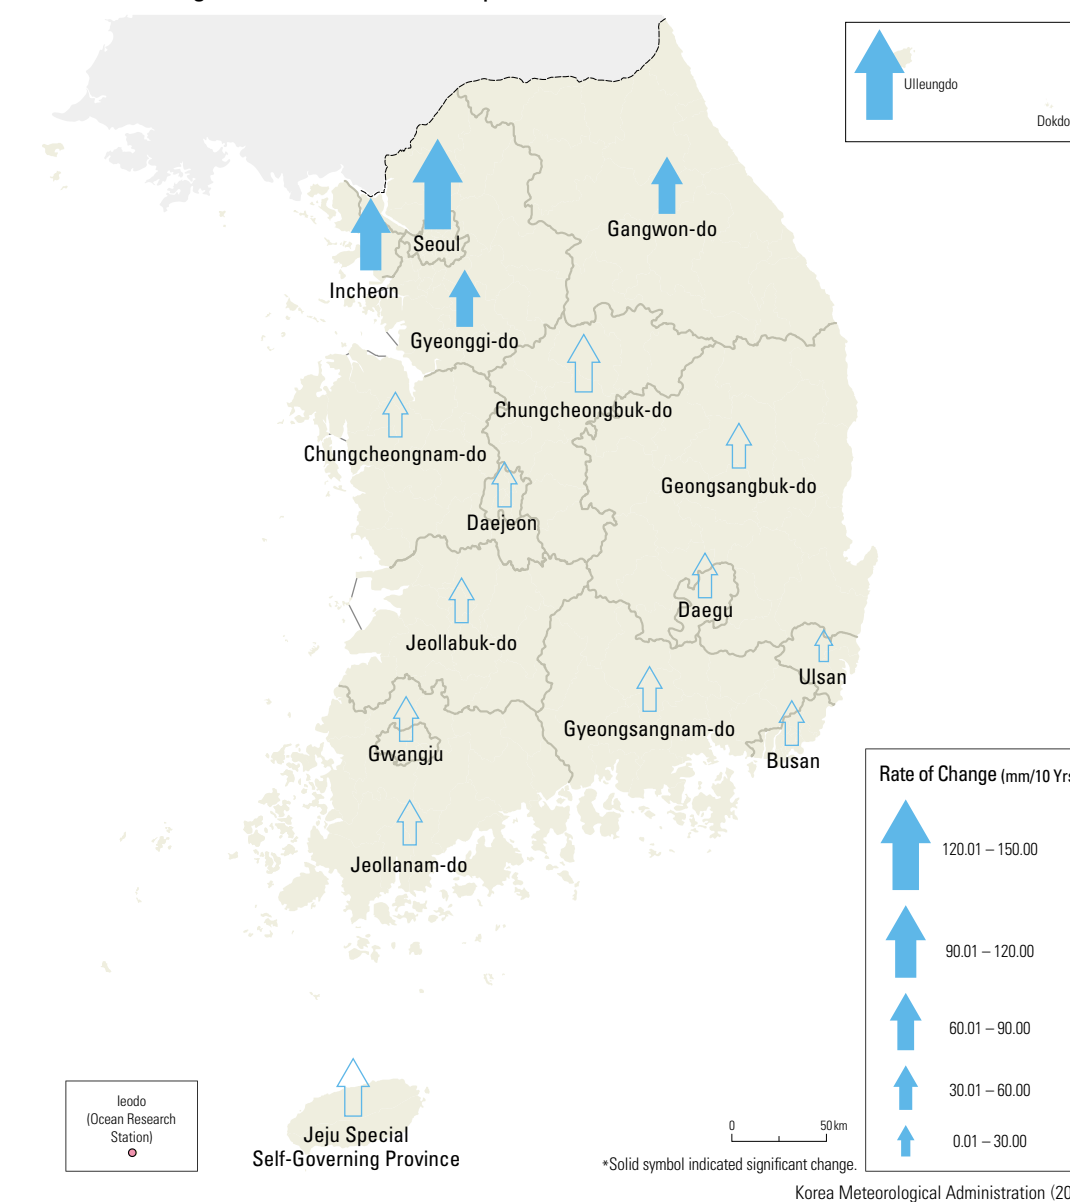 Ulleungdo
Dokdo
Gangwon-do
Seoul
Incheon
Gyeonggi-do
Chungcheongbuk-do
Chungcheongnam-do
Geongsangbuk-do
Daejeon
Daegu
Jeollabuk-do
Ulsan
Gyeongsangnam-do
Gwangju
Busan
Jeollanam-do
Rate of Change (mm/10 Yrs
120.01 – 150.00
90.01 – 120.00
60.01 – 90.00
30.01 – 60.00
0.01 – 30.00
Ieodo
(Ocean Research
Station)
Jeju Special
Self-Governing Province
0 50 km
*Solid symbol indicated significant change.
Korea Meteorological Administration (20